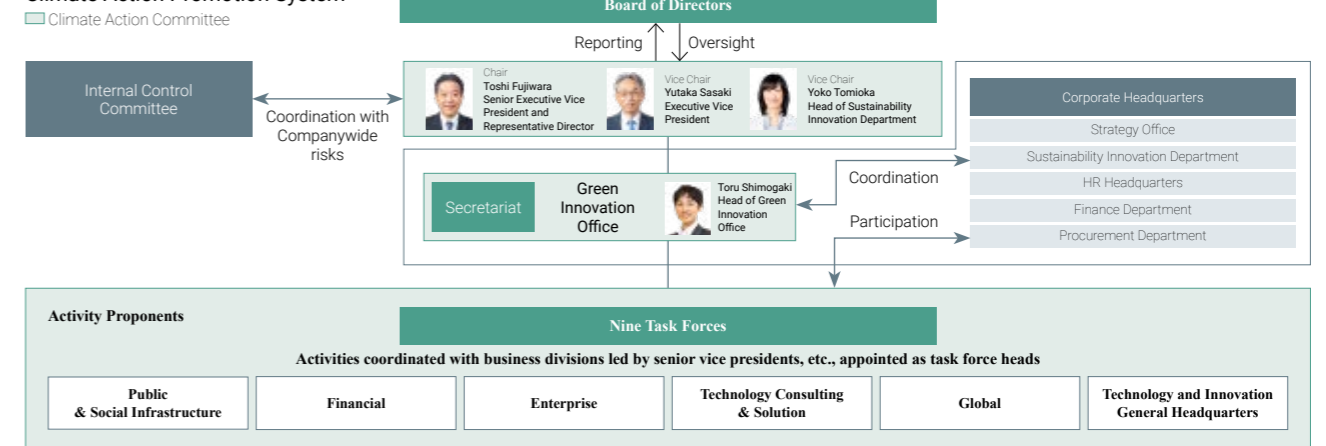 Climate Action Promotion System
Climate Action Committee
Board of Directors
Reporting
Oversight
Internal Control
Committee
Coordination with
Companywide
risks
Chair
Toshi Fujiwara
Senior Executive Vice
President and
Representative Director
Vice Chair
Yutaka Sasaki
Executive Vice
President
Vice Chair
Yoko Tomioka
Head of Sustainability
Innovation Department
Corporate Headquarters
Strategy Office
Sustainability Innovation Department
HR Headquarters
Finance Department
Procurement Department
Secretariat
Green
Innovation
Office
Toru Shimogaki
Head of Green
Innovation
Office
Coordination
Participation
Activity Proponents
Nine Task Forces
Activities coordinated with business divisions led by senior vice presidents, etc., appointed as task force heads
Public
& Social Infrastructure
Financial
Enterprise
Technology Consulting
& Solution
Global
Technology and Innovation
General Headquarters